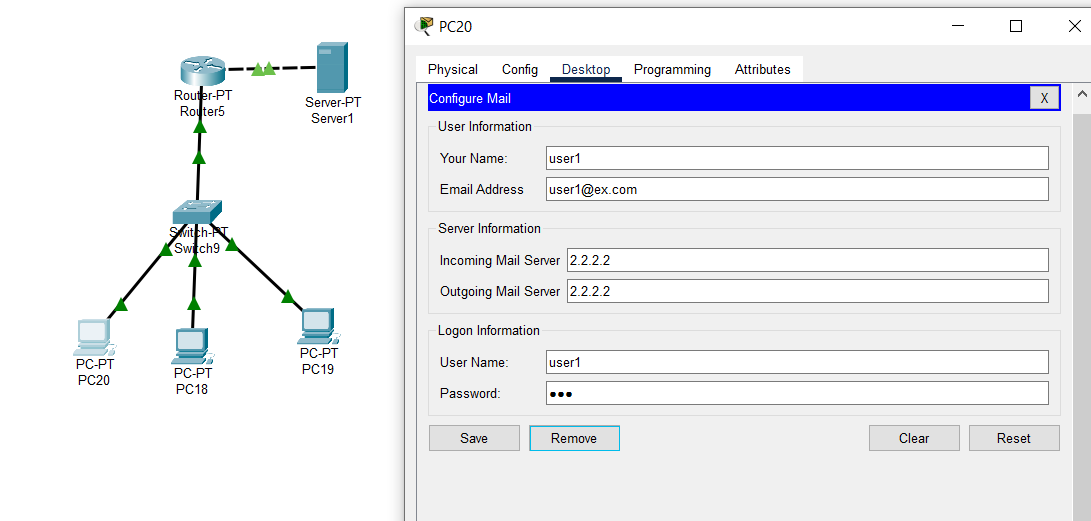 Router-PT
Router5
Server-PT
Server1
Switch-PT
Switch9
PC-PT
PC20
PC-PT
PC18
PC-PT
PC19
PC20
Physical Config Desktop Programming Attributes
Configure Mail X
User Information
Your Name: user1
Email Address user1@ex.com
Server Information
Incoming Mail Server 2.2.2.2
Outgoing Mail Server 2.2.2.2
Logon Information
User Name: user1
Password: ●●●
Save Remove Clear Reset